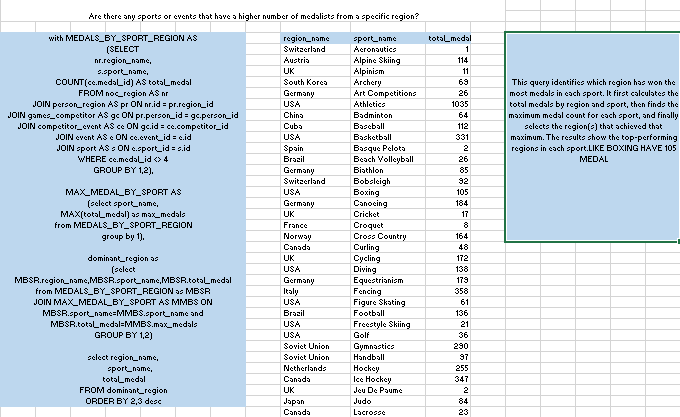 Are there any sports or events that have a higher number of medalists from a specific region?
with MEDALS_BY_SPORT_REGION AS
(SELECT
nr.region_name,
s.sport_name,
COUNT(ce.medal_id) AS total_medal
FROM noc_region AS nr
JOIN person_region AS pr ON nr.id = pr.region_id
JOIN games_competitor AS gc ON pr.person_id = gc.person_id
JOIN competitor_event AS ce ON gc.id = ce.competitor_id
JOIN event AS e ON ce.event_id = e.id
JOIN sport AS s ON e.sport_id = s.id
WHERE ce.medal_id <> 4
GROUP BY 1,2),
MAX_MEDAL_BY_SPORT AS
(select sport_name,
MAX(total_medal) as max_medals
from MEDALS_BY_SPORT_REGION
group by 1),
dominant_region as
(select
MBSR.region_name,MBSR.sport_name,MBSR.total_medal
from MEDALS_BY_SPORT_REGION as MBSR
JOIN MAX_MEDAL_BY_SPORT AS MMBS ON
MBSR.sport_name=MMBS.sport_name and
MBSR.total_medal=MMBS.max_medals
GROUP BY 1,2)
select region_name,
sport_name,
total_medal
FROM dominant_region
ORDER BY 2,3 desc
region_name sport_name total_medal
Switzerland Aeronautics 1
Austria Alpine Skiing 114
UK Alpinism 11
South Korea Archery 69
Germany Art Competitions 26
USA Athletics 1035
China Badminton 64
Cuba Baseball 112
USA Basketball 331
Spain Basque Pelota 2
Brazil Beach Volleyball 26
Germany Biathlon 85
Switzerland Bobsleigh 92
USA Boxing 105
Germany Canoeing 184
UK Cricket 17
France Croquet 8
Norway Cross Country 164
Canada Curling 48
UK Cycling 172
USA Diving 138
Germany Equestrianism 179
Italy Fencing 358
USA Figure Skating 61
Brazil Football 136
USA Freestyle Skiing 21
USA Golf 36
Soviet Union Gymnastics 290
Soviet Union Handball 97
Netherlands Hockey 255
Canada Ice Hockey 347
UK Jeu De Paume 2
Japan Judo 84
Canada Lacrosse 23
This query identifies which region has won the
most medals in each sport. It first calculates the
total medals by region and sport, then finds the
maximum medal count for each sport, and finally
selects the region(s) that achieved that
maximum. The results show the top-performing
regions in each sport.LIKE BOXING HAVE 105
MEDAL